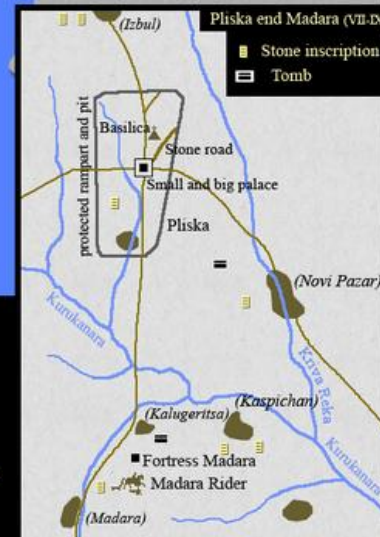 Pliska end Madara (VII-Ix
(Izbul)
Stone inscription
Tomb
protected rampart and pit
Basilica
Stone road
Small and big palace
Pliska
(Novi Pazar)
Kurukanara
Kriva Reka
(Kaspichan)
(Kalugeritsa)
Kurukanara
Fortress Madara
Madara Rider
(Madara)